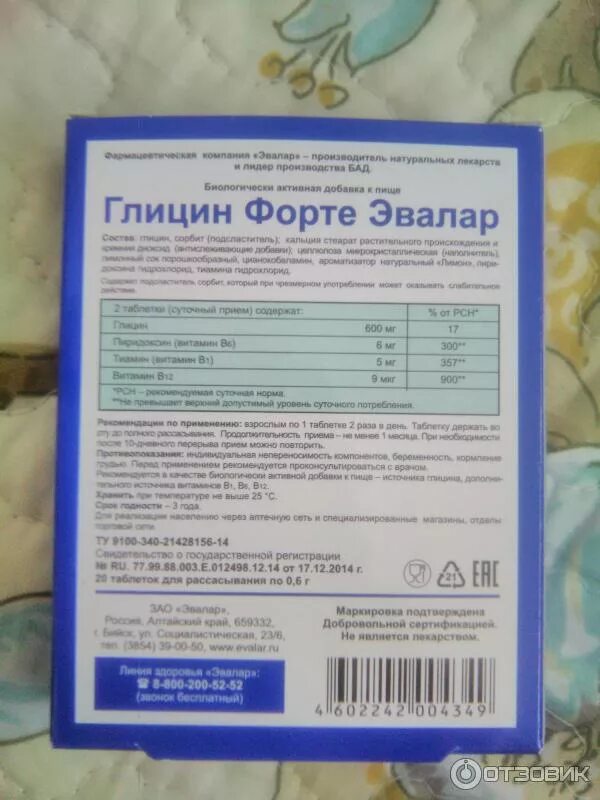 Фармацевтическая компания «Эвалар» – производитель натуральных лекарств
и лидер производства БАД.
Биологически активная добавка к пище
Глицин Форте Эвалар
Состав: глицин, сорбит (подсластитель); кальция стеарат растительного происхождения и
кремния диоксид (антислеживающие добавки); целлюлоза микрокристаллическая (наполнитель),
лимонный сок порошкообразный, цианокобаламин, ароматизатор натуральный «Лимон», пири-
доксина гидрохлорид, тиамина гидрохлорид.
Содержит подсластитель сорбит, который при чрезмерном употреблении может оказывать слабительное
действие.
2 таблетки (суточный прием) содержат: % от РСН*
Глицин 600 мг 17
Пиридоксин (витамин B6) 6 мг 300**
Тиамин (витамин B1) 5 мг 357**
Витамин B12 9 мкг 900**
*РСН – рекомендуемая суточная норма.
**Не превышает верхний допустимый уровень суточного потребления.
Рекомендации по применению: взрослым по 1 таблетке 2 раза в день. Таблетку держать во
рту до полного рассасывания. Продолжительность приема – не менее 1 месяца. При необходимости
после 10-дневного перерыва прием можно повторить.
Противопоказания: индивидуальная непереносимость компонентов, беременность, кормление
грудью. Перед применением рекомендуется проконсультироваться с врачом.
Рекомендуется в качестве биологически активной добавки к пище – источника глицина, дополни-
тельного источника витаминов B1, B6, B12.
Хранить при температуре не выше 25 °C.
Срок годности – 3 года.
Для реализации населению через аптечную сеть и специализированные магазины, отделы
торговой сети.
ТУ 9100-340-21428156-14
Свидетельство о государственной регистрации
№ RU. 77.99.88.003.Е.012498.12.14 от 17.12.2014 г.
20 таблеток для рассасывания по 0,6 г
21
EAC
ЗАО «Эвалар»,
Россия, Алтайский край, 659332,
г. Бийск, ул. Социалистическая, 23/6,
тел. (3854) 39-00-50, www.evalar.ru
Маркировка подтверждена
Добровольной сертификацией.
Не является лекарством.
Линия здоровья «Эвалар»:
☎ 8-800-200-52-52
(звонок бесплатный)
4 602242 004349
ОТЗОВИК